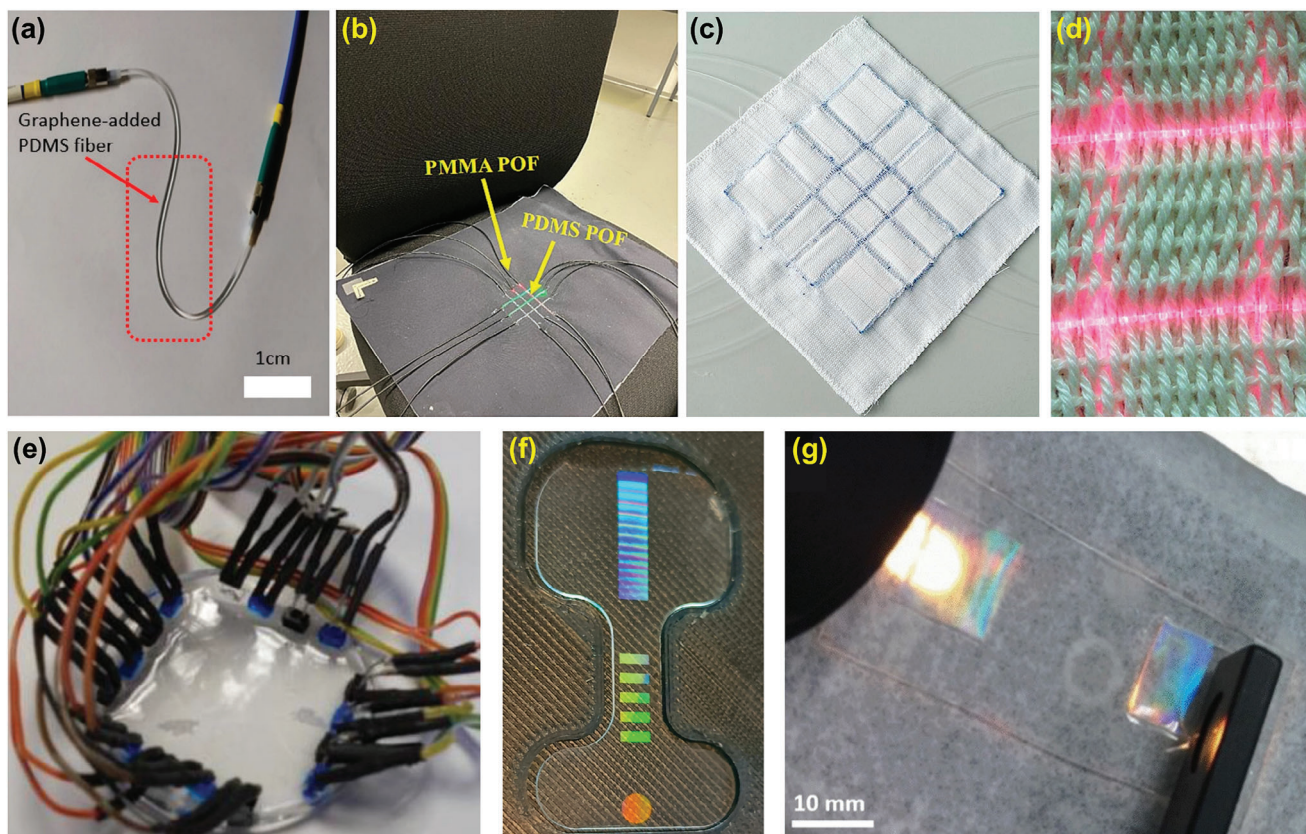 (a)
Graphene-added
PDMS fiber
1cm
(b)
PMMA POF
PDMS POF
(c)
(d)
(e)
(f)
(g)
10 mm